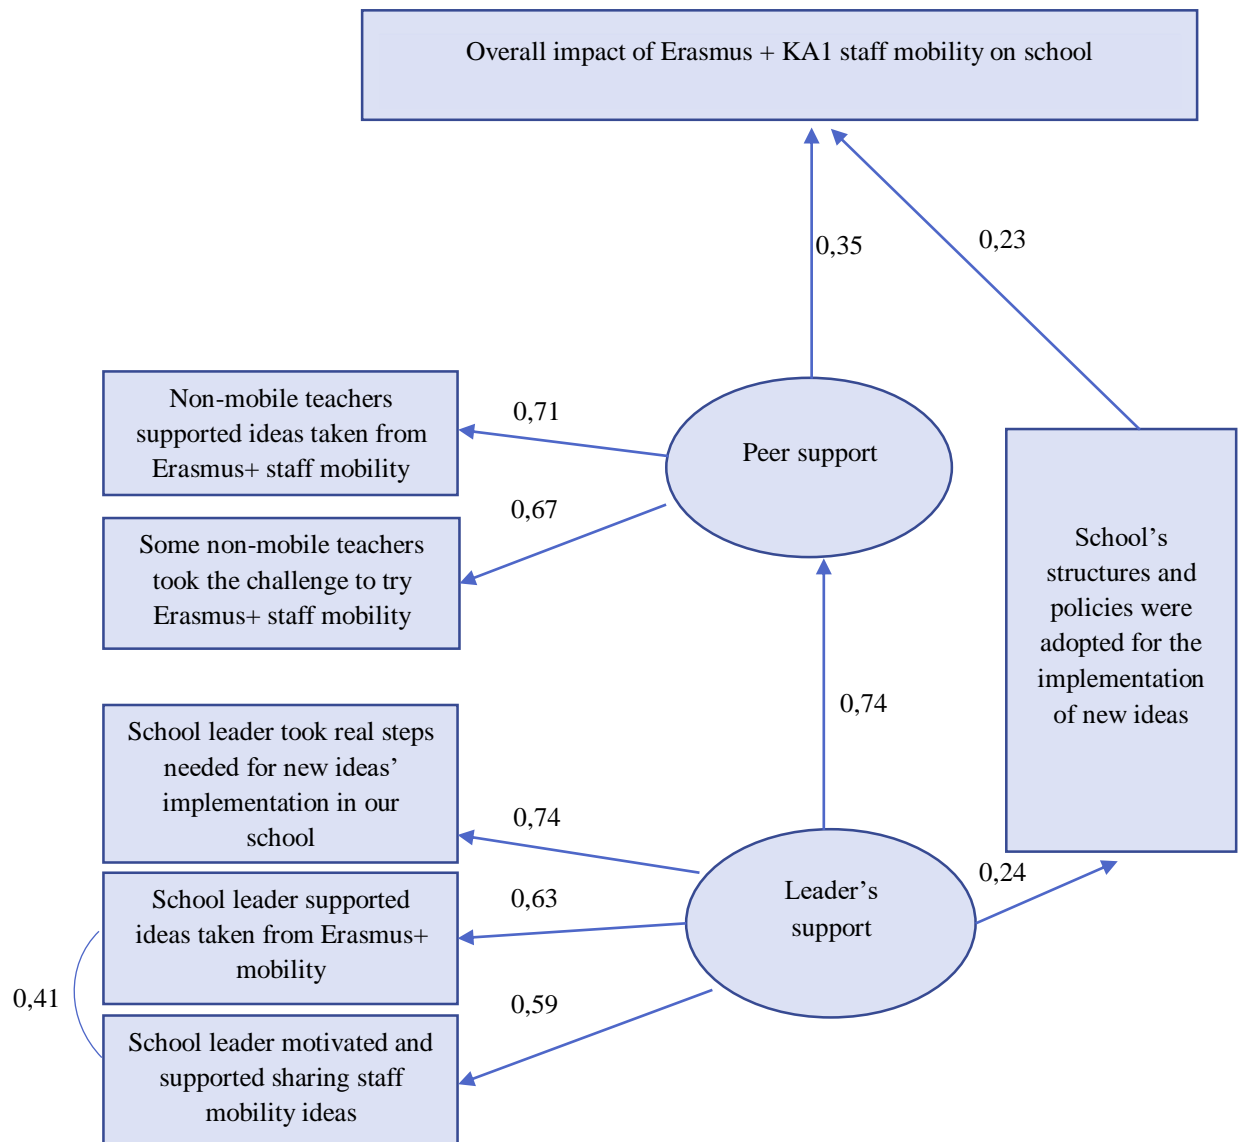 Overall impact of Erasmus + KA1 staff mobility on school
0,35
0,23
Non-mobile teachers
supported ideas taken from
Erasmus+ staff mobility
0,71
Peer support
0,67
Some non-mobile teachers
took the challenge to try
Erasmus+ staff mobility
School’s
structures and
policies were
adopted for the
implementation
of new ideas
0,74
School leader took real steps
needed for new ideas’
implementation in our
school
0,74
Leader’s
support
0,24
School leader supported
ideas taken from Erasmus+
mobility
0,63
0,41
0,59
School leader motivated and
supported sharing staff
mobility ideas